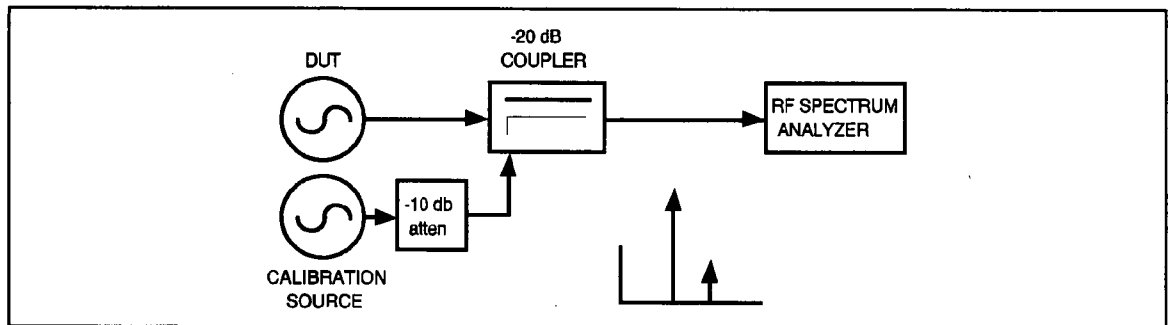 -20 dB
COUPLER
DUT
RF SPECTRUM
ANALYZER
-10 db
atten
CALIBRATION
SOURCE